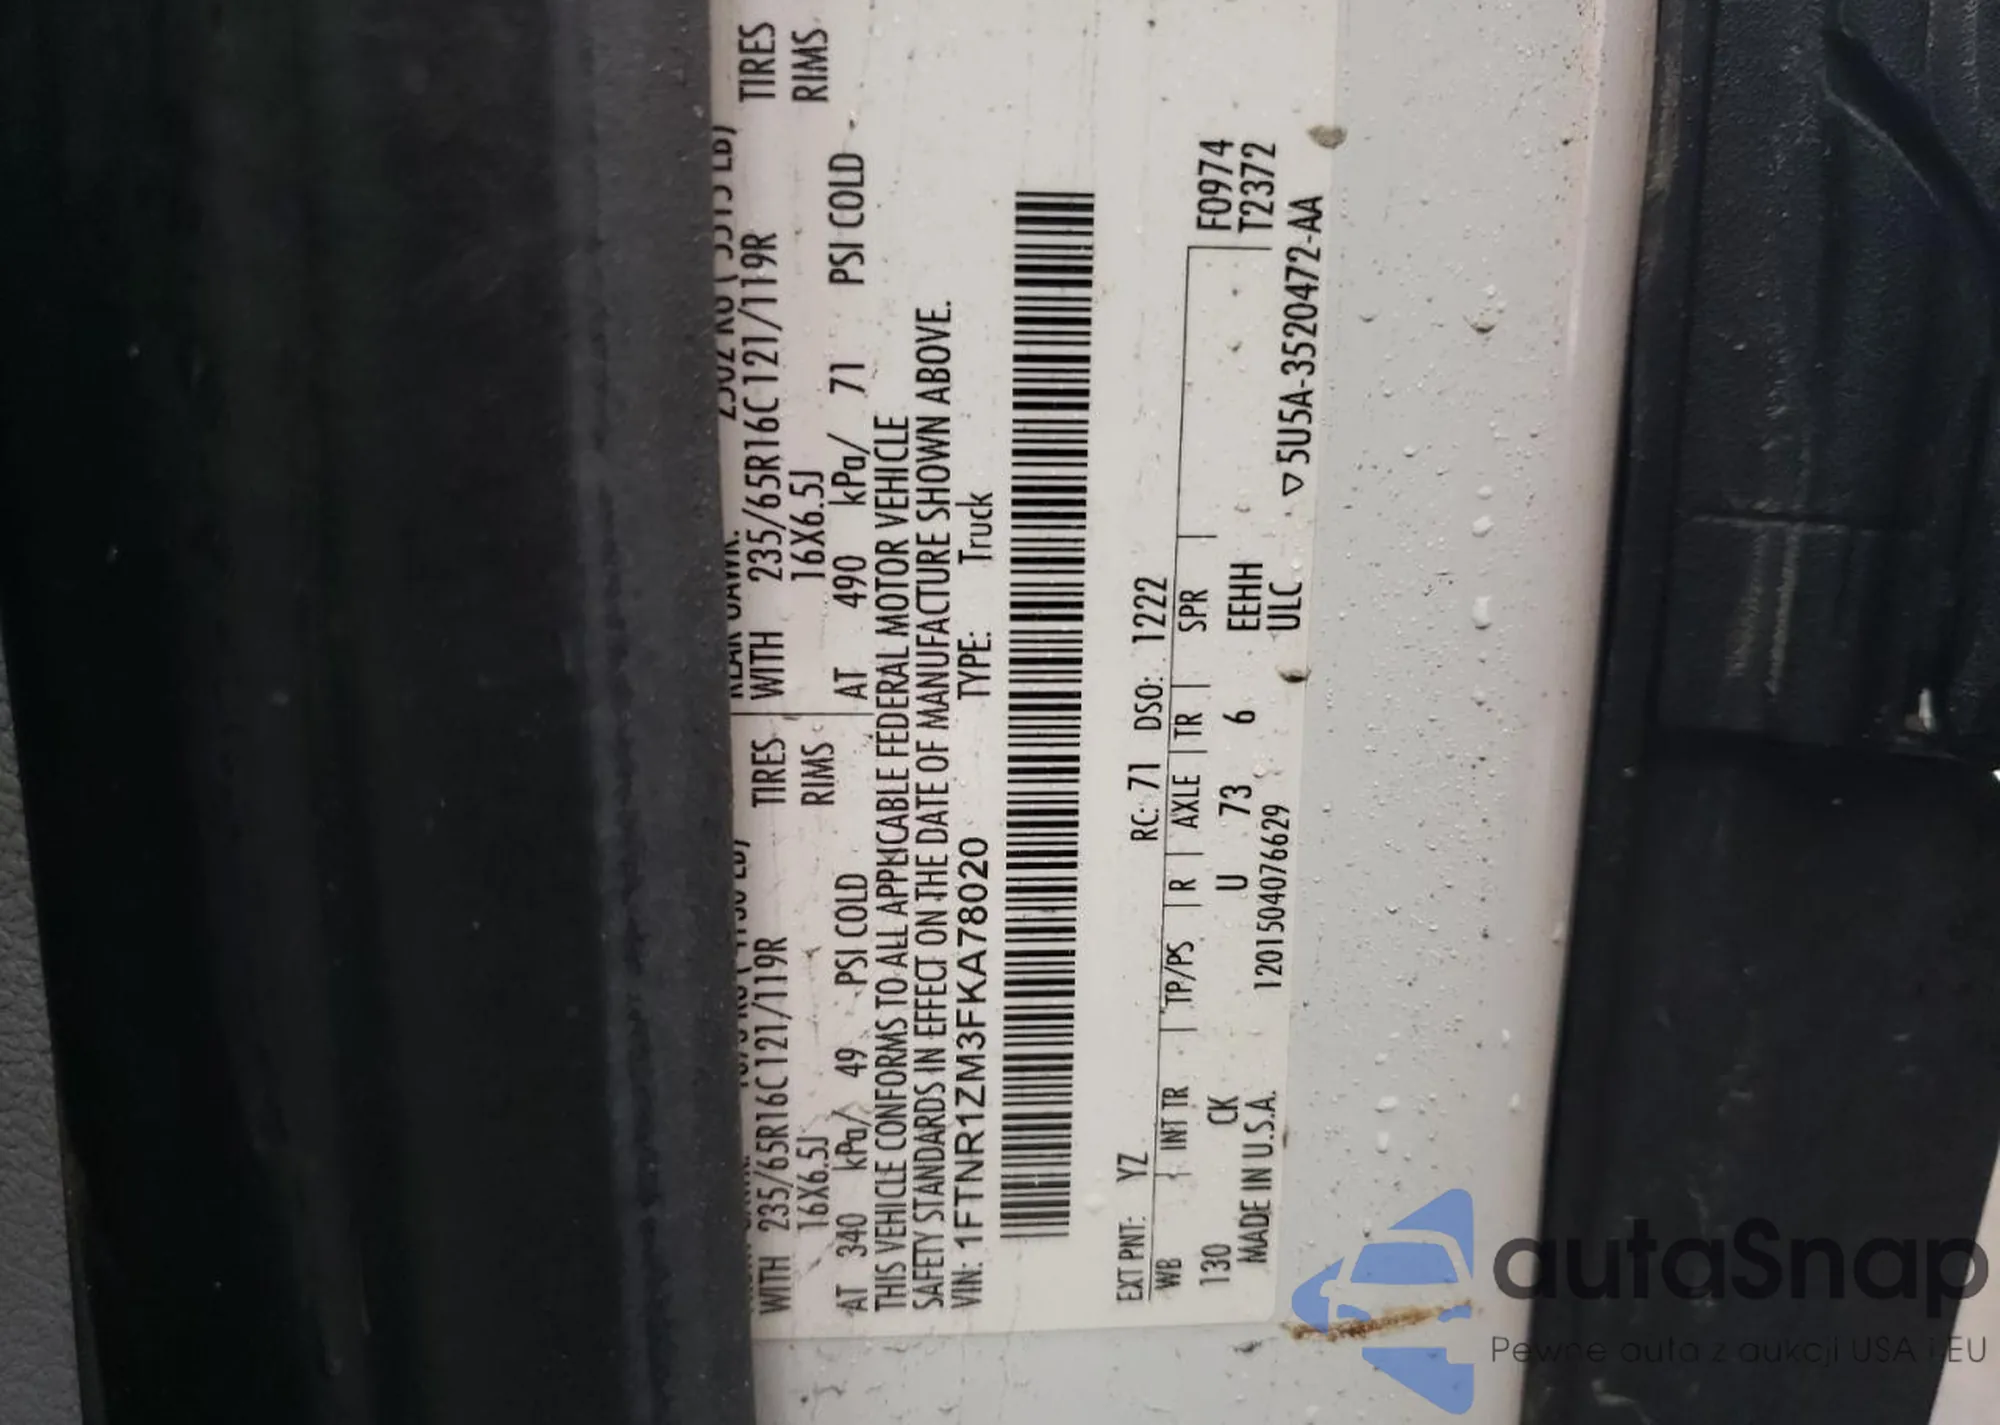 WITH 235/65R16C 121/119R TIRES WITH 235/65R16C 121/119R TIRES
16X6.5J RIMS 16X6.5J RIMS
AT 340 kPa/ 49 PSI COLD AT 490 kPa/ 71 PSI COLD
THIS VEHICLE CONFORMS TO ALL APPLICABLE FEDERAL MOTOR VEHICLE
SAFETY STANDARDS IN EFFECT ON THE DATE OF MANUFACTURE SHOWN ABOVE.
VIN: 1FTNR1ZM3FKA78020 TYPE: Truck
EXT PNT: YZ RC: 71 DSO: 1222
WB INT TR TP/PS R AXLE TR SPR F0974
130 CK U 73 6 EEHH T2372
MADE IN U.S.A. 1201504076629 ULC ▽5U5A-3520472-AA
autaSnap
Pewne auta z aukcji USA i EU